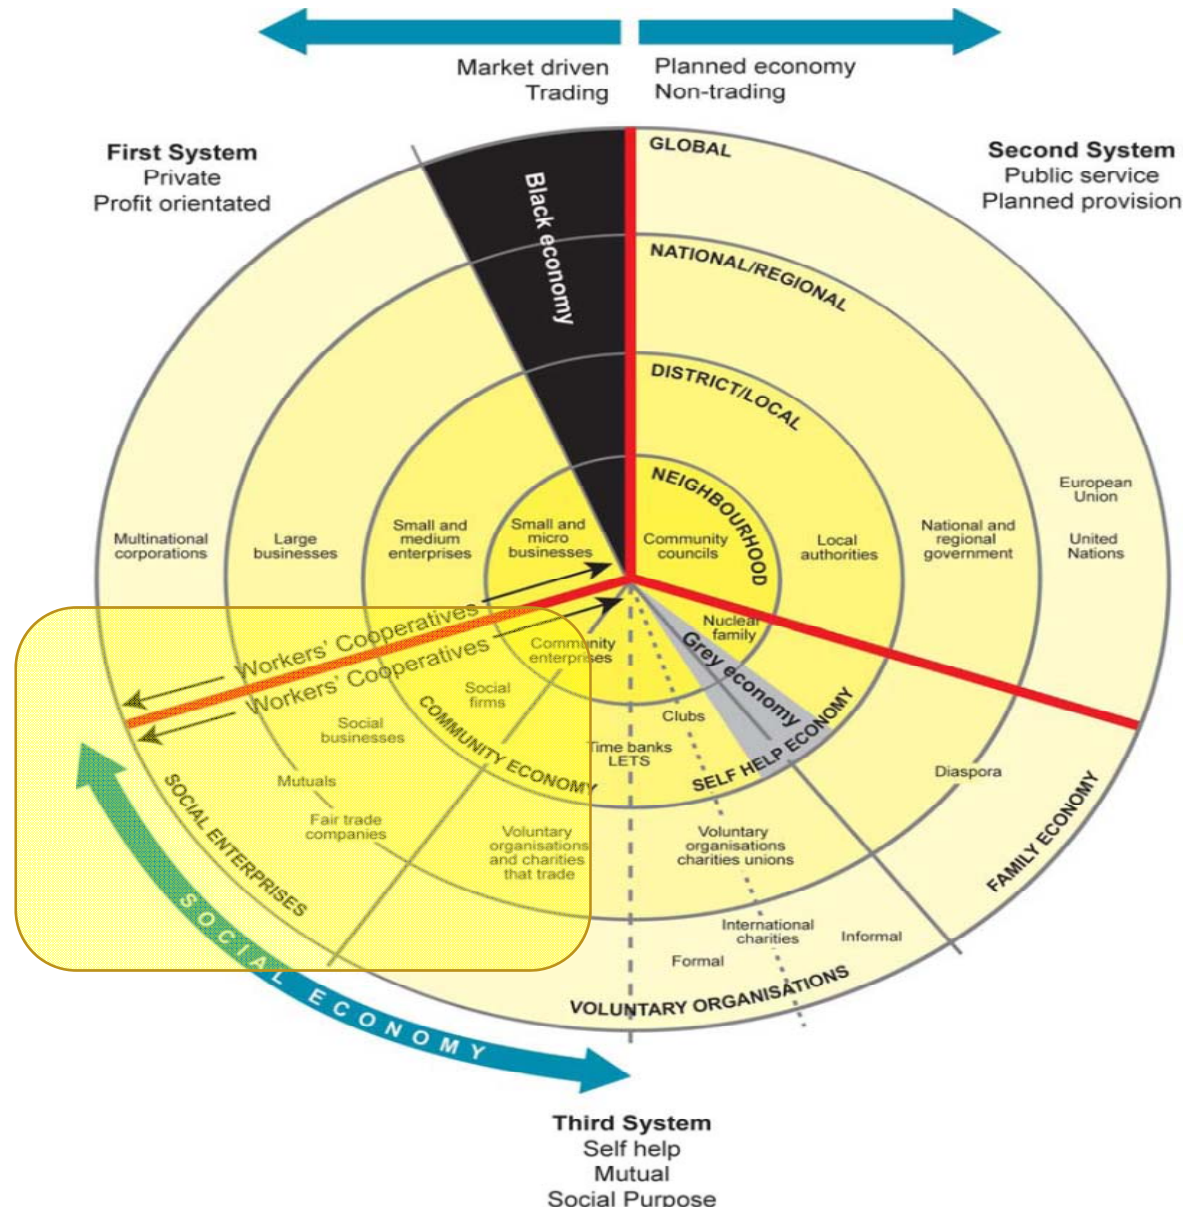 Market driven
Trading
Planned economy
Non-trading
First System
Private
Profit orientated
Second System
Public service
Planned provision
Black economy
GLOBAL
NATIONAL/REGIONAL
DISTRICT/LOCAL
NEIGHBOURHOOD
Multinational
corporations
Large
businesses
Small and
medium
enterprises
Small and
micro
businesses
Community
councils
Local
authorities
National and
regional
government
European
Union
United
Nations
Workers' Cooperatives
Workers' Cooperatives
Community
enterprises
Nuclear
family
Grey economy
Social
firms
Social
businesses
Mutuals
Fair trade
companies
COMMUNITY ECONOMY
Clubs
Time banks
LETS
SELF HELP ECONOMY
Diaspora
Voluntary
organisations
and charities
that trade
Voluntary
organisations
charities unions
SOCIAL ENTERPRISES
FAMILY ECONOMY
International
charities
Informal
Formal
VOLUNTARY ORGANISATIONS
SOCIAL ECONOMY
Third System
Self help
Mutual
Social Purpose